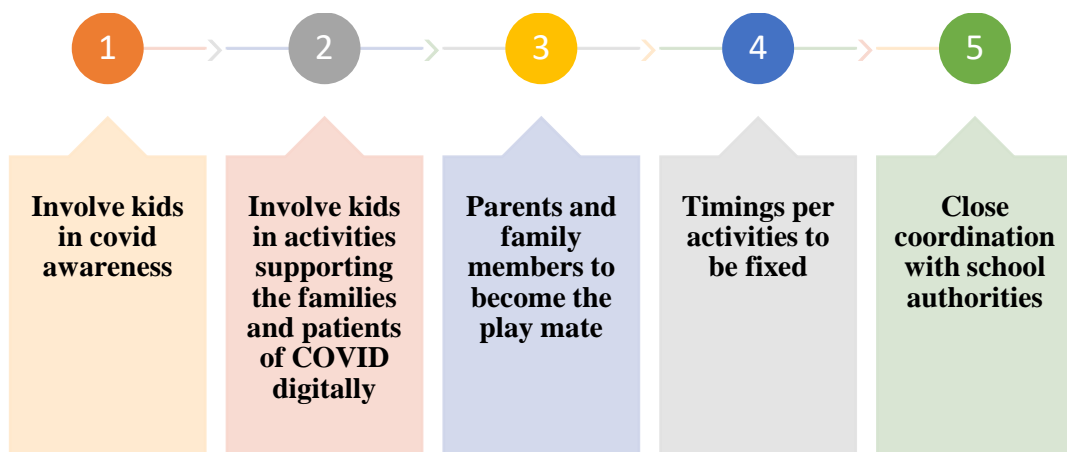 1
2
3
4
5
Involve kids
in covid
awareness
Involve kids
in activities
supporting
the families
and patients
of COVID
digitally
Parents and
family
members to
become the
play mate
Timings per
activities to
be fixed
Close
coordination
with school
authorities